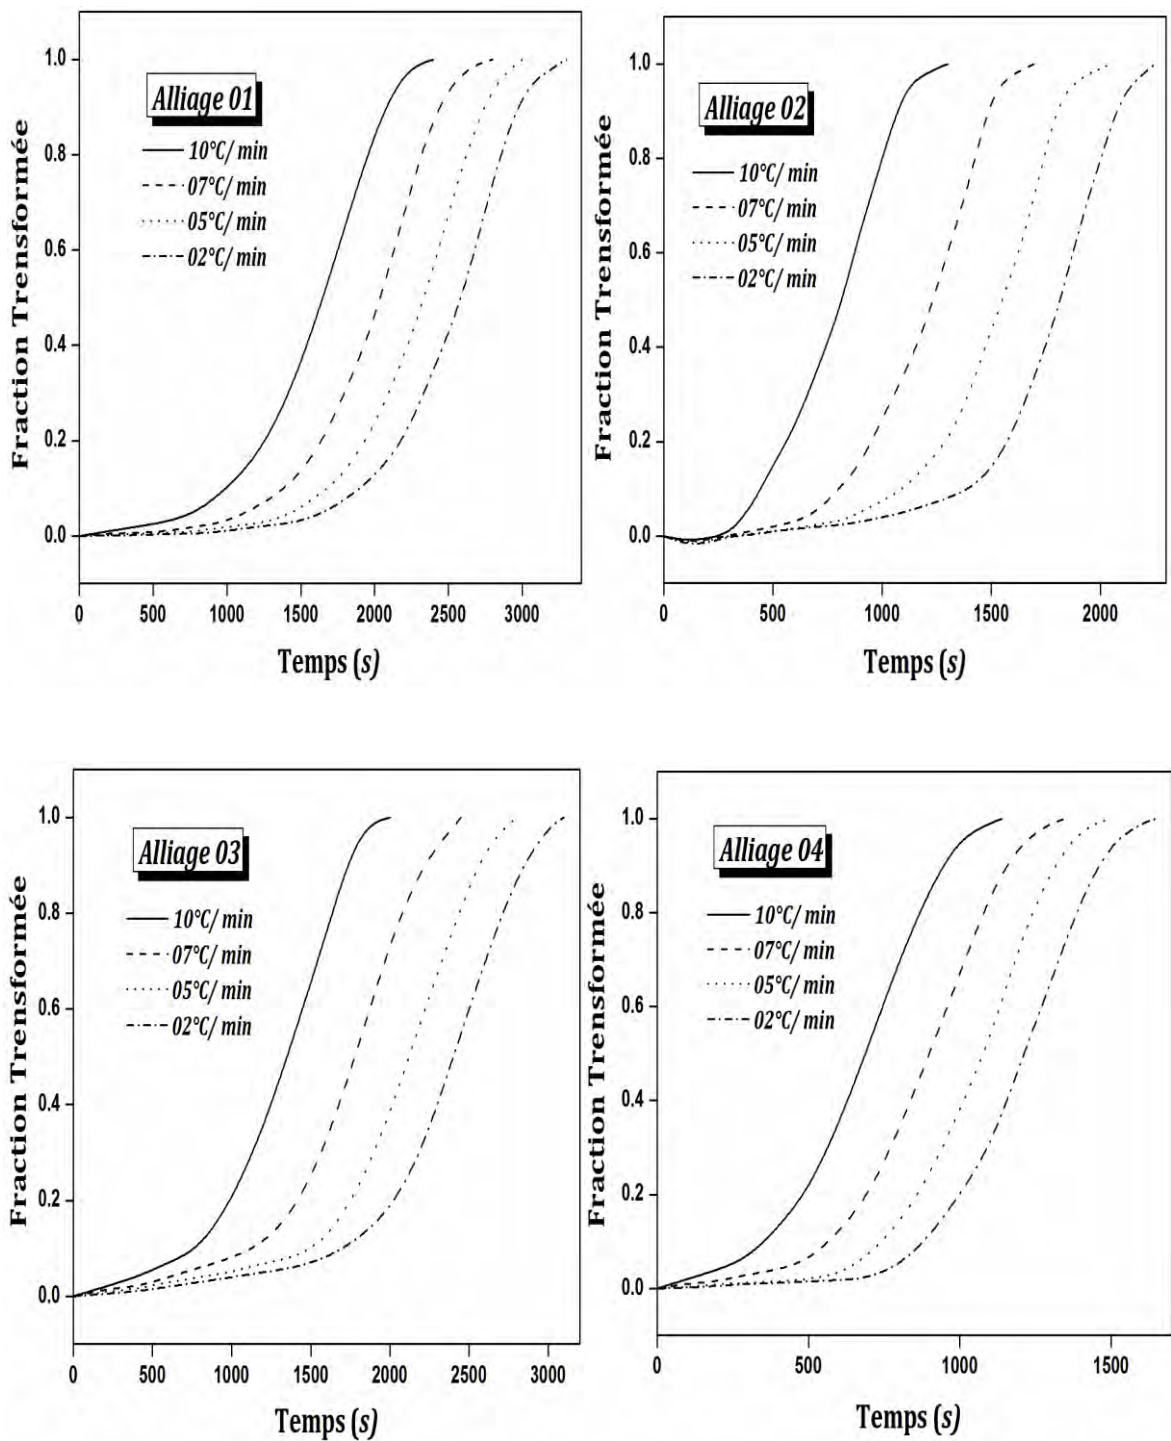 Alliage 01
10°C/ min
07°C/ min
05°C/ min
02°C/ min
Fraction Trensformée
1.0
0.8
0.6
0.4
0.2
0.0
0 500 1000 1500 2000 2500 3000
Temps (s)
Alliage 02
10°C/ min
07°C/ min
05°C/ min
02°C/ min
Fraction Trensformée
1.0
0.8
0.6
0.4
0.2
0.0
0 500 1000 1500 2000
Temps (s)
Alliage 03
10°C/ min
07°C/ min
05°C/ min
02°C/ min
Fraction Trensformée
1.0
0.8
0.6
0.4
0.2
0.0
0 500 1000 1500 2000 2500 3000
Temps (s)
Alliage 04
10°C/ min
07°C/ min
05°C/ min
02°C/ min
Fraction Trensformée
1.0
0.8
0.6
0.4
0.2
0.0
0 500 1000 1500
Temps (s)